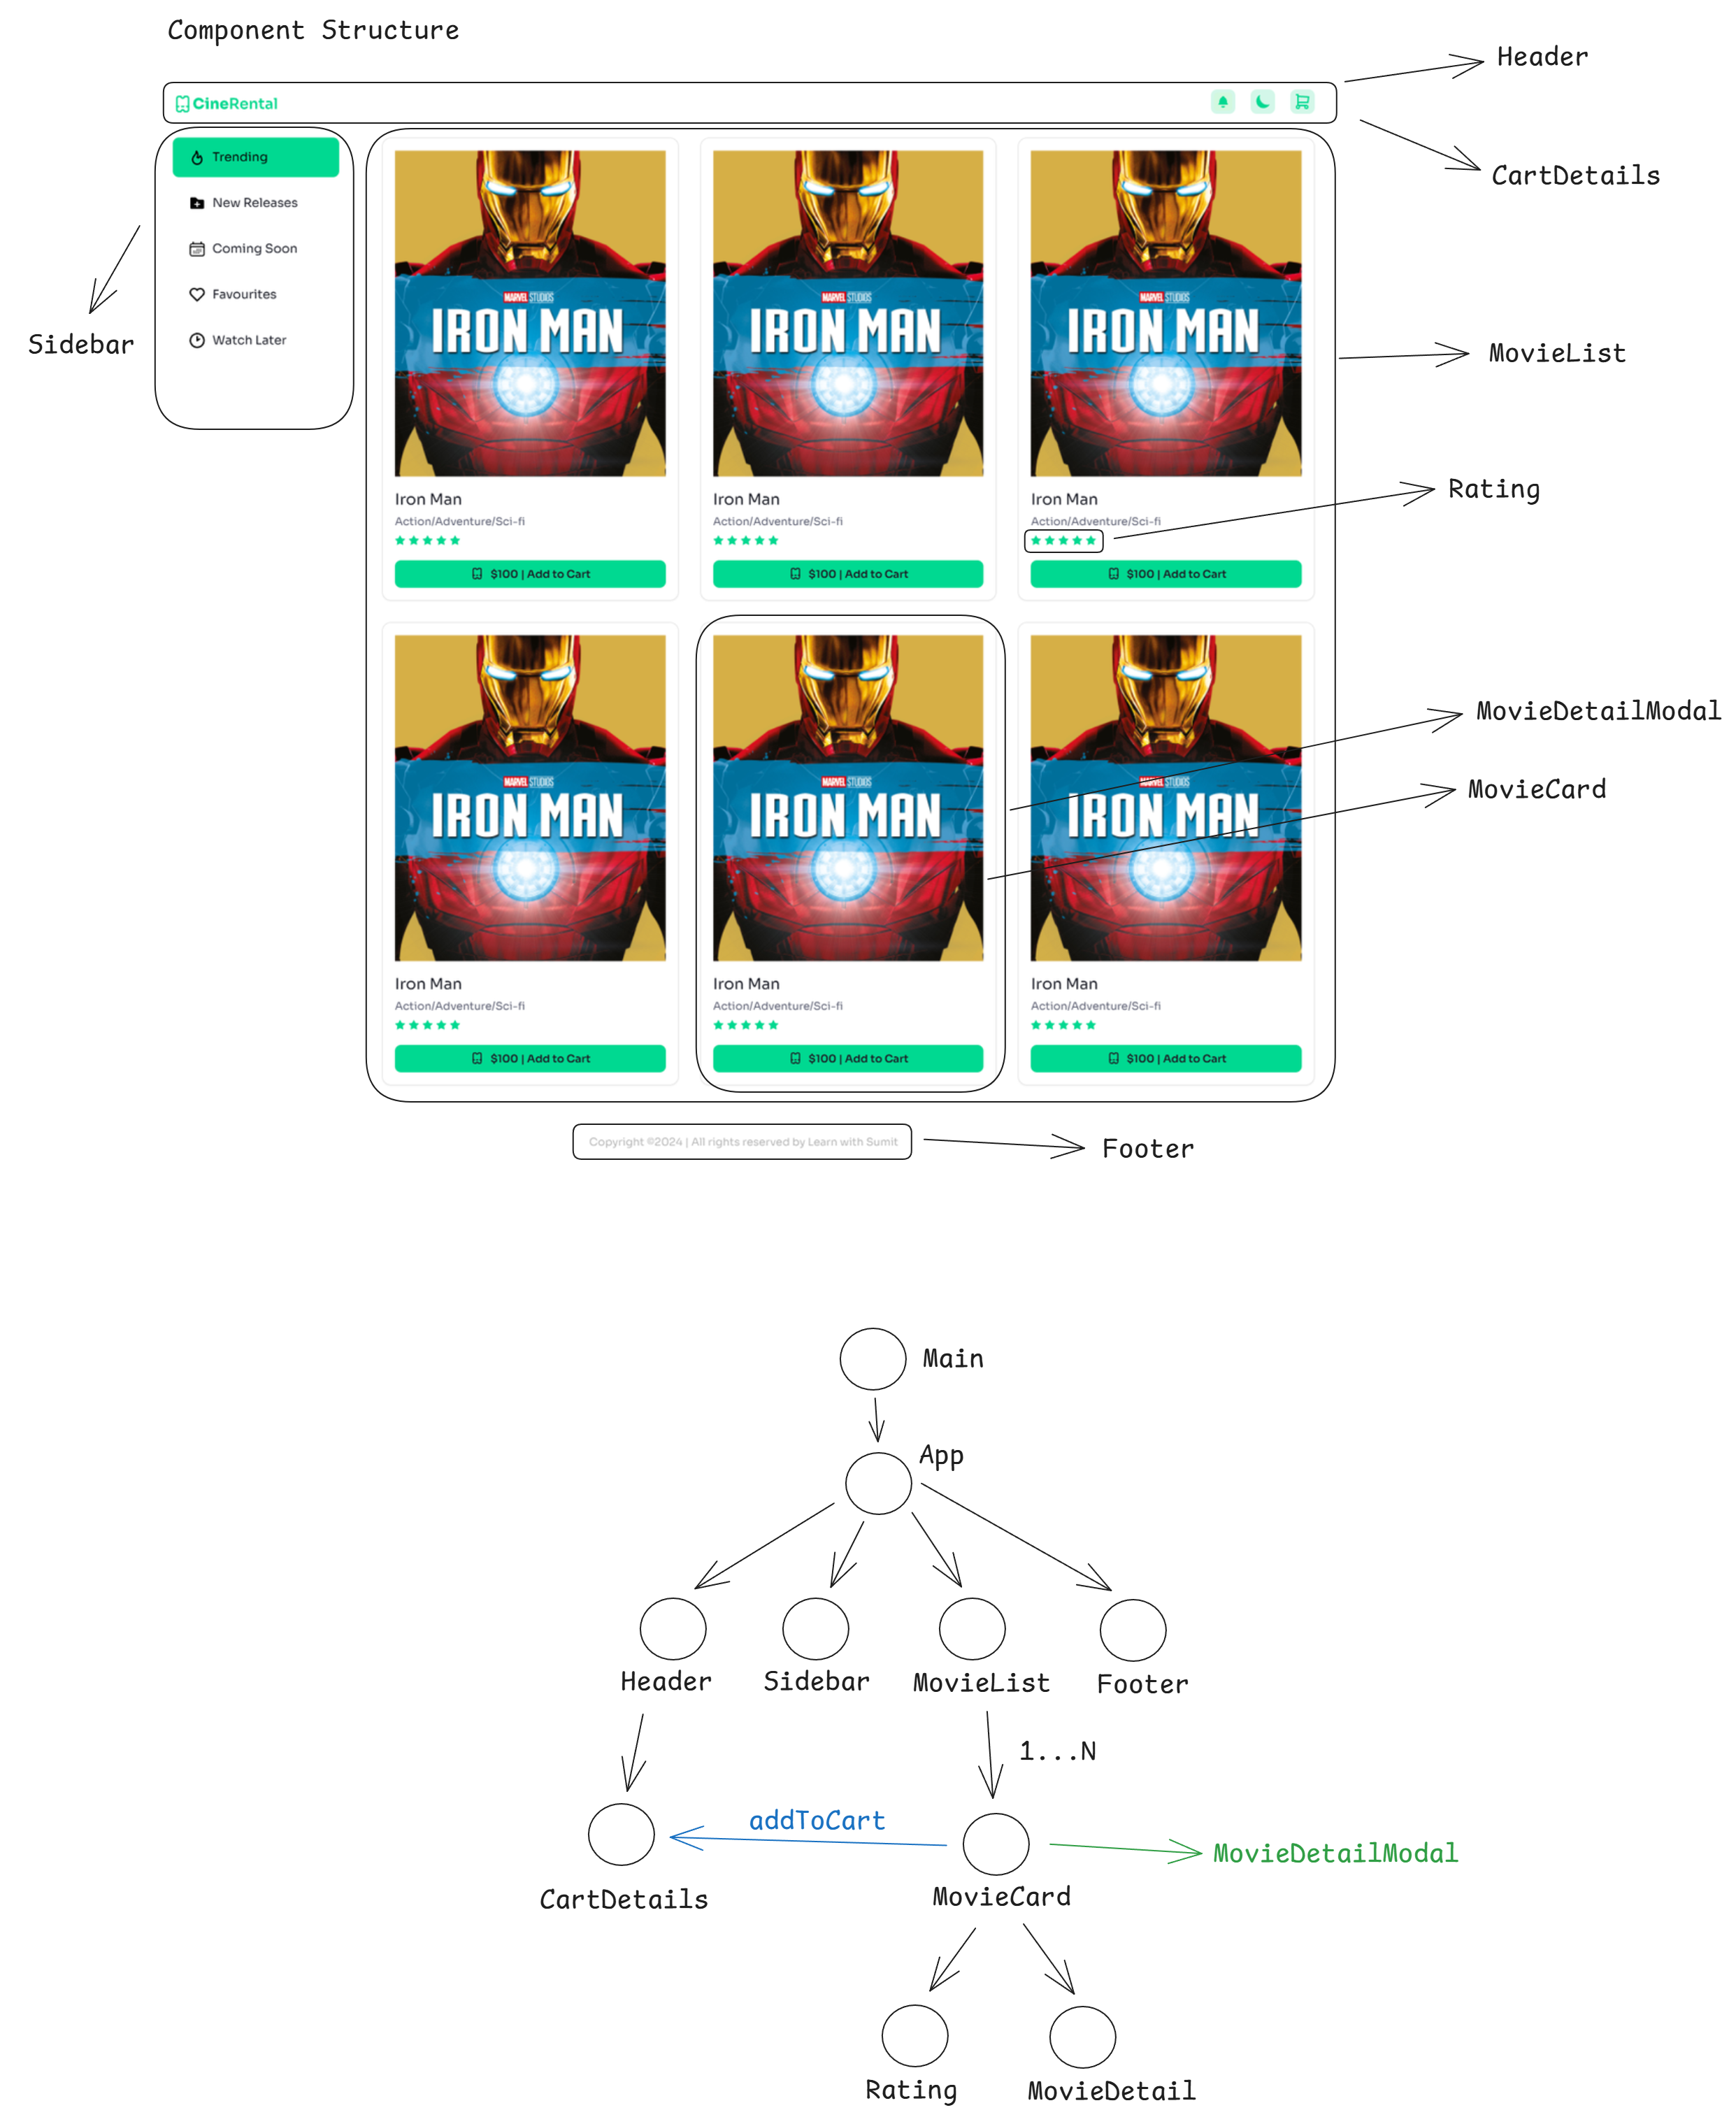 Component Structure
Header
CineRental
CartDetails
Trending
New Releases
Coming Soon
Favourites
Watch Later
Sidebar
MARVEL STUDIOS
IRON MAN
MARVEL STUDIOS
IRON MAN
MARVEL STUDIOS
IRON MAN
MovieList
Iron Man
Action/Adventure/Sci-fi
$100 | Add to Cart
Iron Man
Action/Adventure/Sci-fi
$100 | Add to Cart
Iron Man
Action/Adventure/Sci-fi
$100 | Add to Cart
Rating
MARVEL STUDIOS
IRON MAN
MARVEL STUDIOS
IRON MAN
MARVEL STUDIOS
IRON MAN
MovieDetailModal
MovieCard
Iron Man
Action/Adventure/Sci-fi
$100 | Add to Cart
Iron Man
Action/Adventure/Sci-fi
$100 | Add to Cart
Iron Man
Action/Adventure/Sci-fi
$100 | Add to Cart
Copyright ©2024 | All rights reserved by Learn with Sumit
Footer
Main
App
Header
Sidebar
MovieList
Footer
1...N
addToCart
MovieDetailModal
CartDetails
MovieCard
Rating
MovieDetail